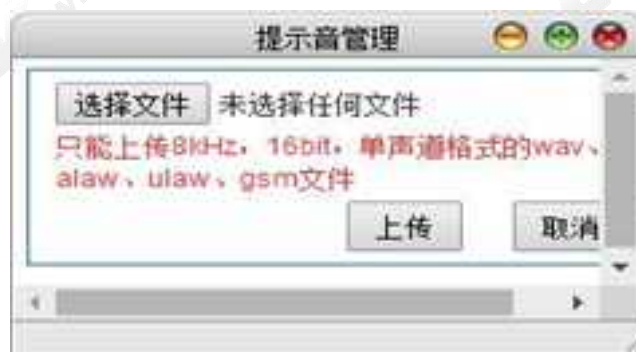 提示音管理
选择文件 未选择任何文件
只能上传8kHz，16bit，单声道格式的wav、
alaw、ulaw、gsm文件
上传 取消